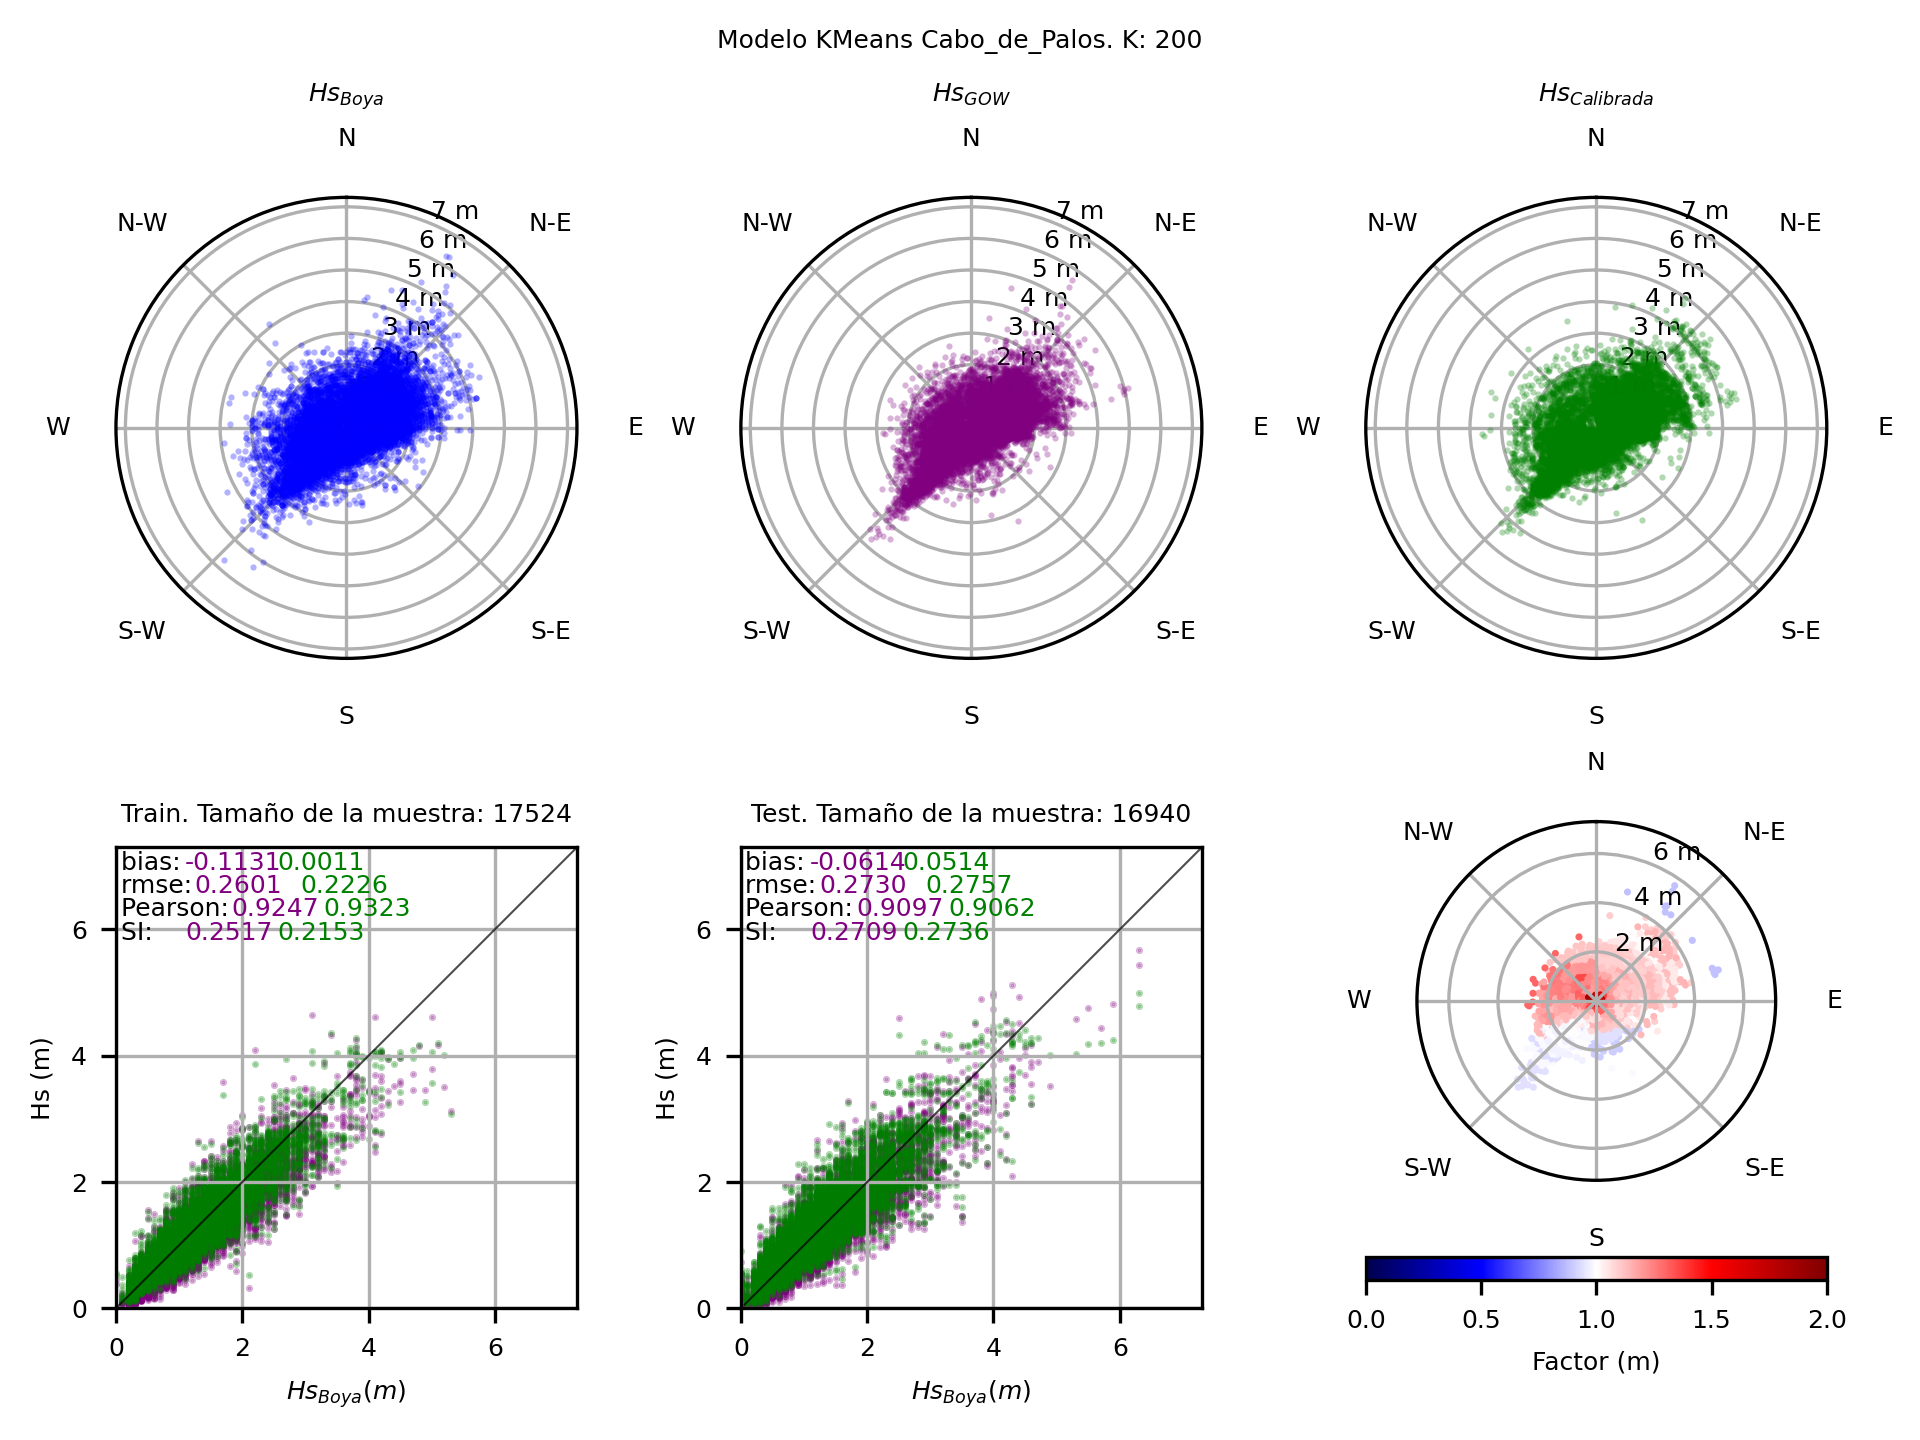 Modelo KMeans Cabo_de_Palos. K: 200
Hs_Boya
N
N-W
N-E
W
E
S-W
S-E
S
7 m
6 m
5 m
4 m
3 m
2 m
Hs_GOW
N
N-W
N-E
W
E
S-W
S-E
S
7 m
6 m
5 m
4 m
3 m
2 m
Hs_Calibrada
N
N-W
N-E
W
E
S-W
S-E
S
7 m
6 m
5 m
4 m
3 m
2 m
Train. Tamaño de la muestra: 17524
bias: -0.1131 0.0011
rmse: 0.2601 0.2226
Pearson: 0.9247 0.9323
SI: 0.2517 0.2153
Hs (m)
6
4
2
0
0 2 4 6
Hs_Boya(m)
Test. Tamaño de la muestra: 16940
bias: -0.0614 0.0514
rmse: 0.2730 0.2757
Pearson: 0.9097 0.9062
SI: 0.2709 0.2736
Hs (m)
6
4
2
0
0 2 4 6
Hs_Boya(m)
N
N-W
N-E
6 m
4 m
2 m
W
E
S-W
S-E
S
0.0 0.5 1.0 1.5 2.0
Factor (m)